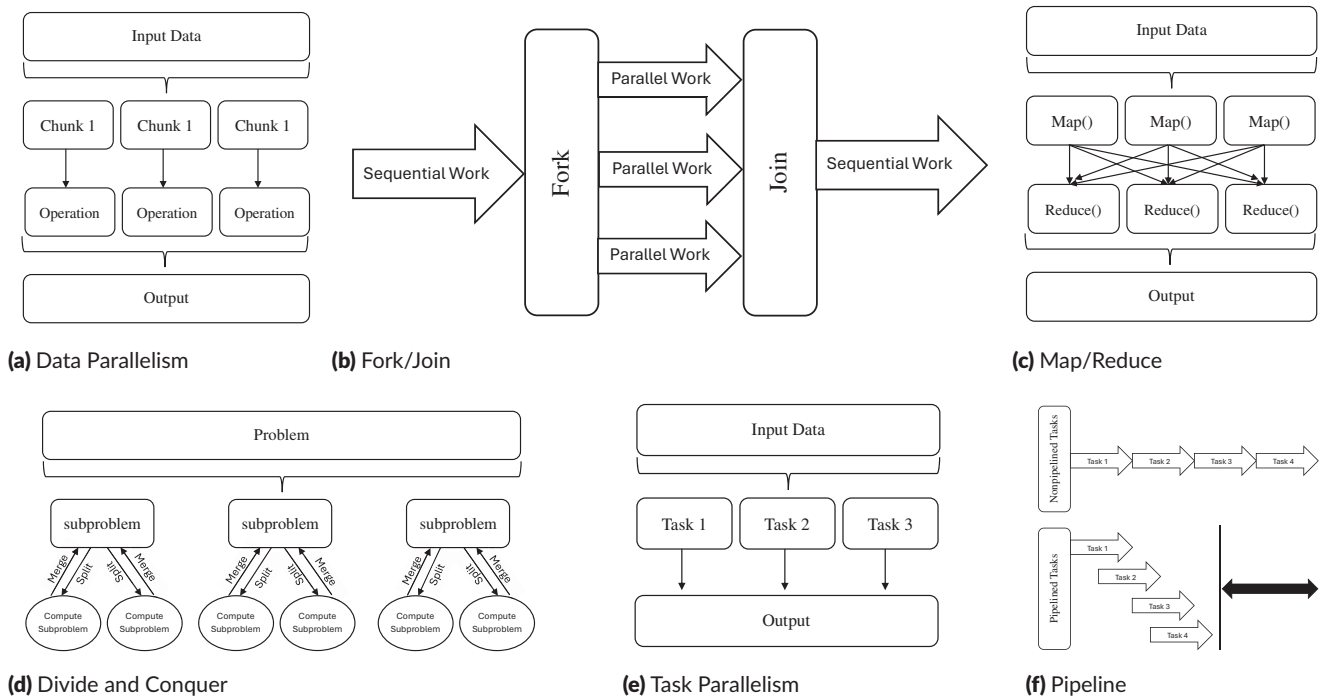 Input Data
Chunk 1 Chunk 1 Chunk 1
Operation Operation Operation
Output
(a) Data Parallelism
Sequential Work
Fork
Parallel Work
Parallel Work
Parallel Work
Join
Sequential Work
(b) Fork/Join
Input Data
Map() Map() Map()
Reduce() Reduce() Reduce()
Output
(c) Map/Reduce
Problem
subproblem subproblem subproblem
Merge Split Split Merge
Merge Split Split Merge
Merge Split Split Merge
Compute Compute Compute Compute Compute Compute
Subproblem Subproblem Subproblem Subproblem Subproblem Subproblem
(d) Divide and Conquer
Input Data
Task 1 Task 2 Task 3
Output
(e) Task Parallelism
Nonpipelined Tasks
Task 1 Task 2 Task 3 Task 4
Pipelined Tasks
Task 1
Task 2
Task 3
Task 4
(f) Pipeline